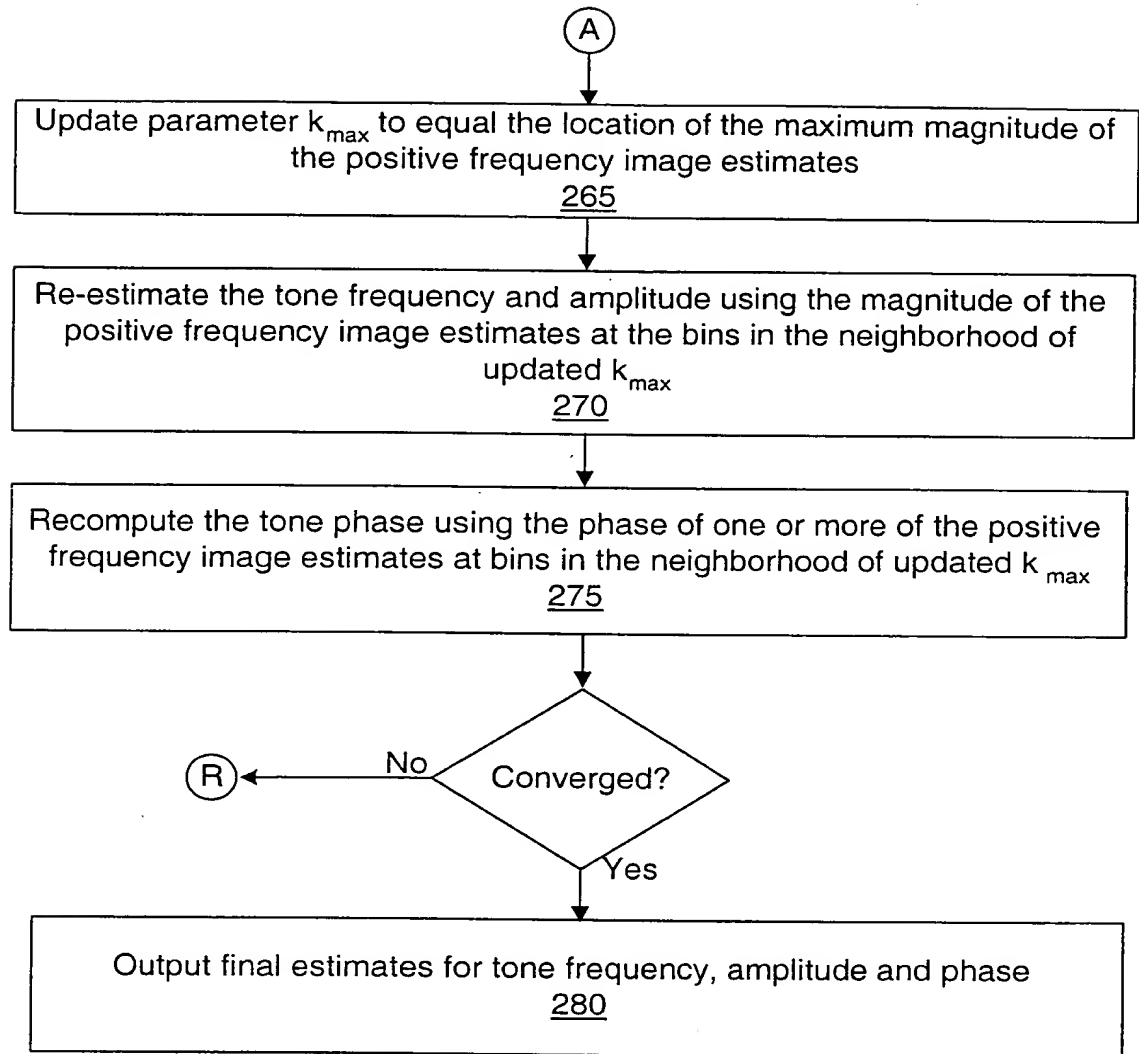 A
Update parameter kmax to equal the location of the maximum magnitude of
the positive frequency image estimates
265
Re-estimate the tone frequency and amplitude using the magnitude of the
positive frequency image estimates at the bins in the neighborhood of
updated kmax
270
Recompute the tone phase using the phase of one or more of the positive
frequency image estimates at bins in the neighborhood of updated k max
275
R
No
Converged?
Yes
Output final estimates for tone frequency, amplitude and phase
280